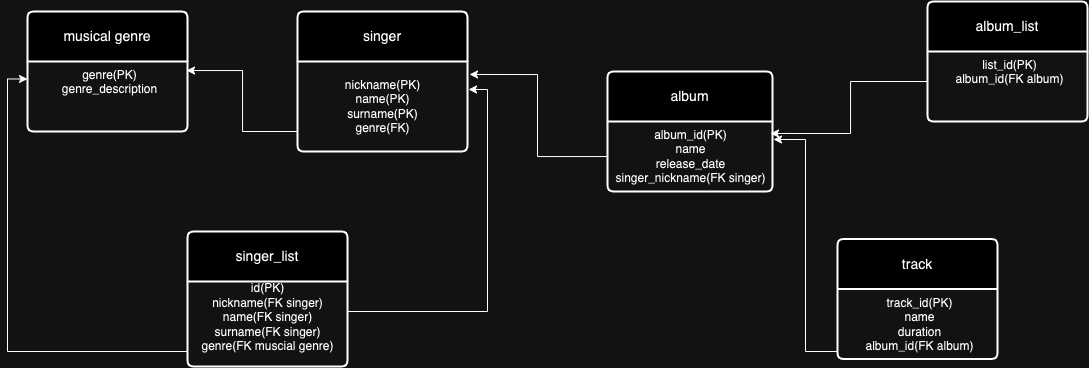 musical genre
genre(PK)
genre_description
singer
nickname(PK)
name(PK)
surname(PK)
genre(FK)
album
album_id(PK)
name
release_date
singer_nickname(FK singer)
album_list
list_id(PK)
album_id(FK album)
singer_list
id(PK)
nickname(FK singer)
name(FK singer)
surname(FK singer)
genre(FK muscial genre)
track
track_id(PK)
name
duration
album_id(FK album)